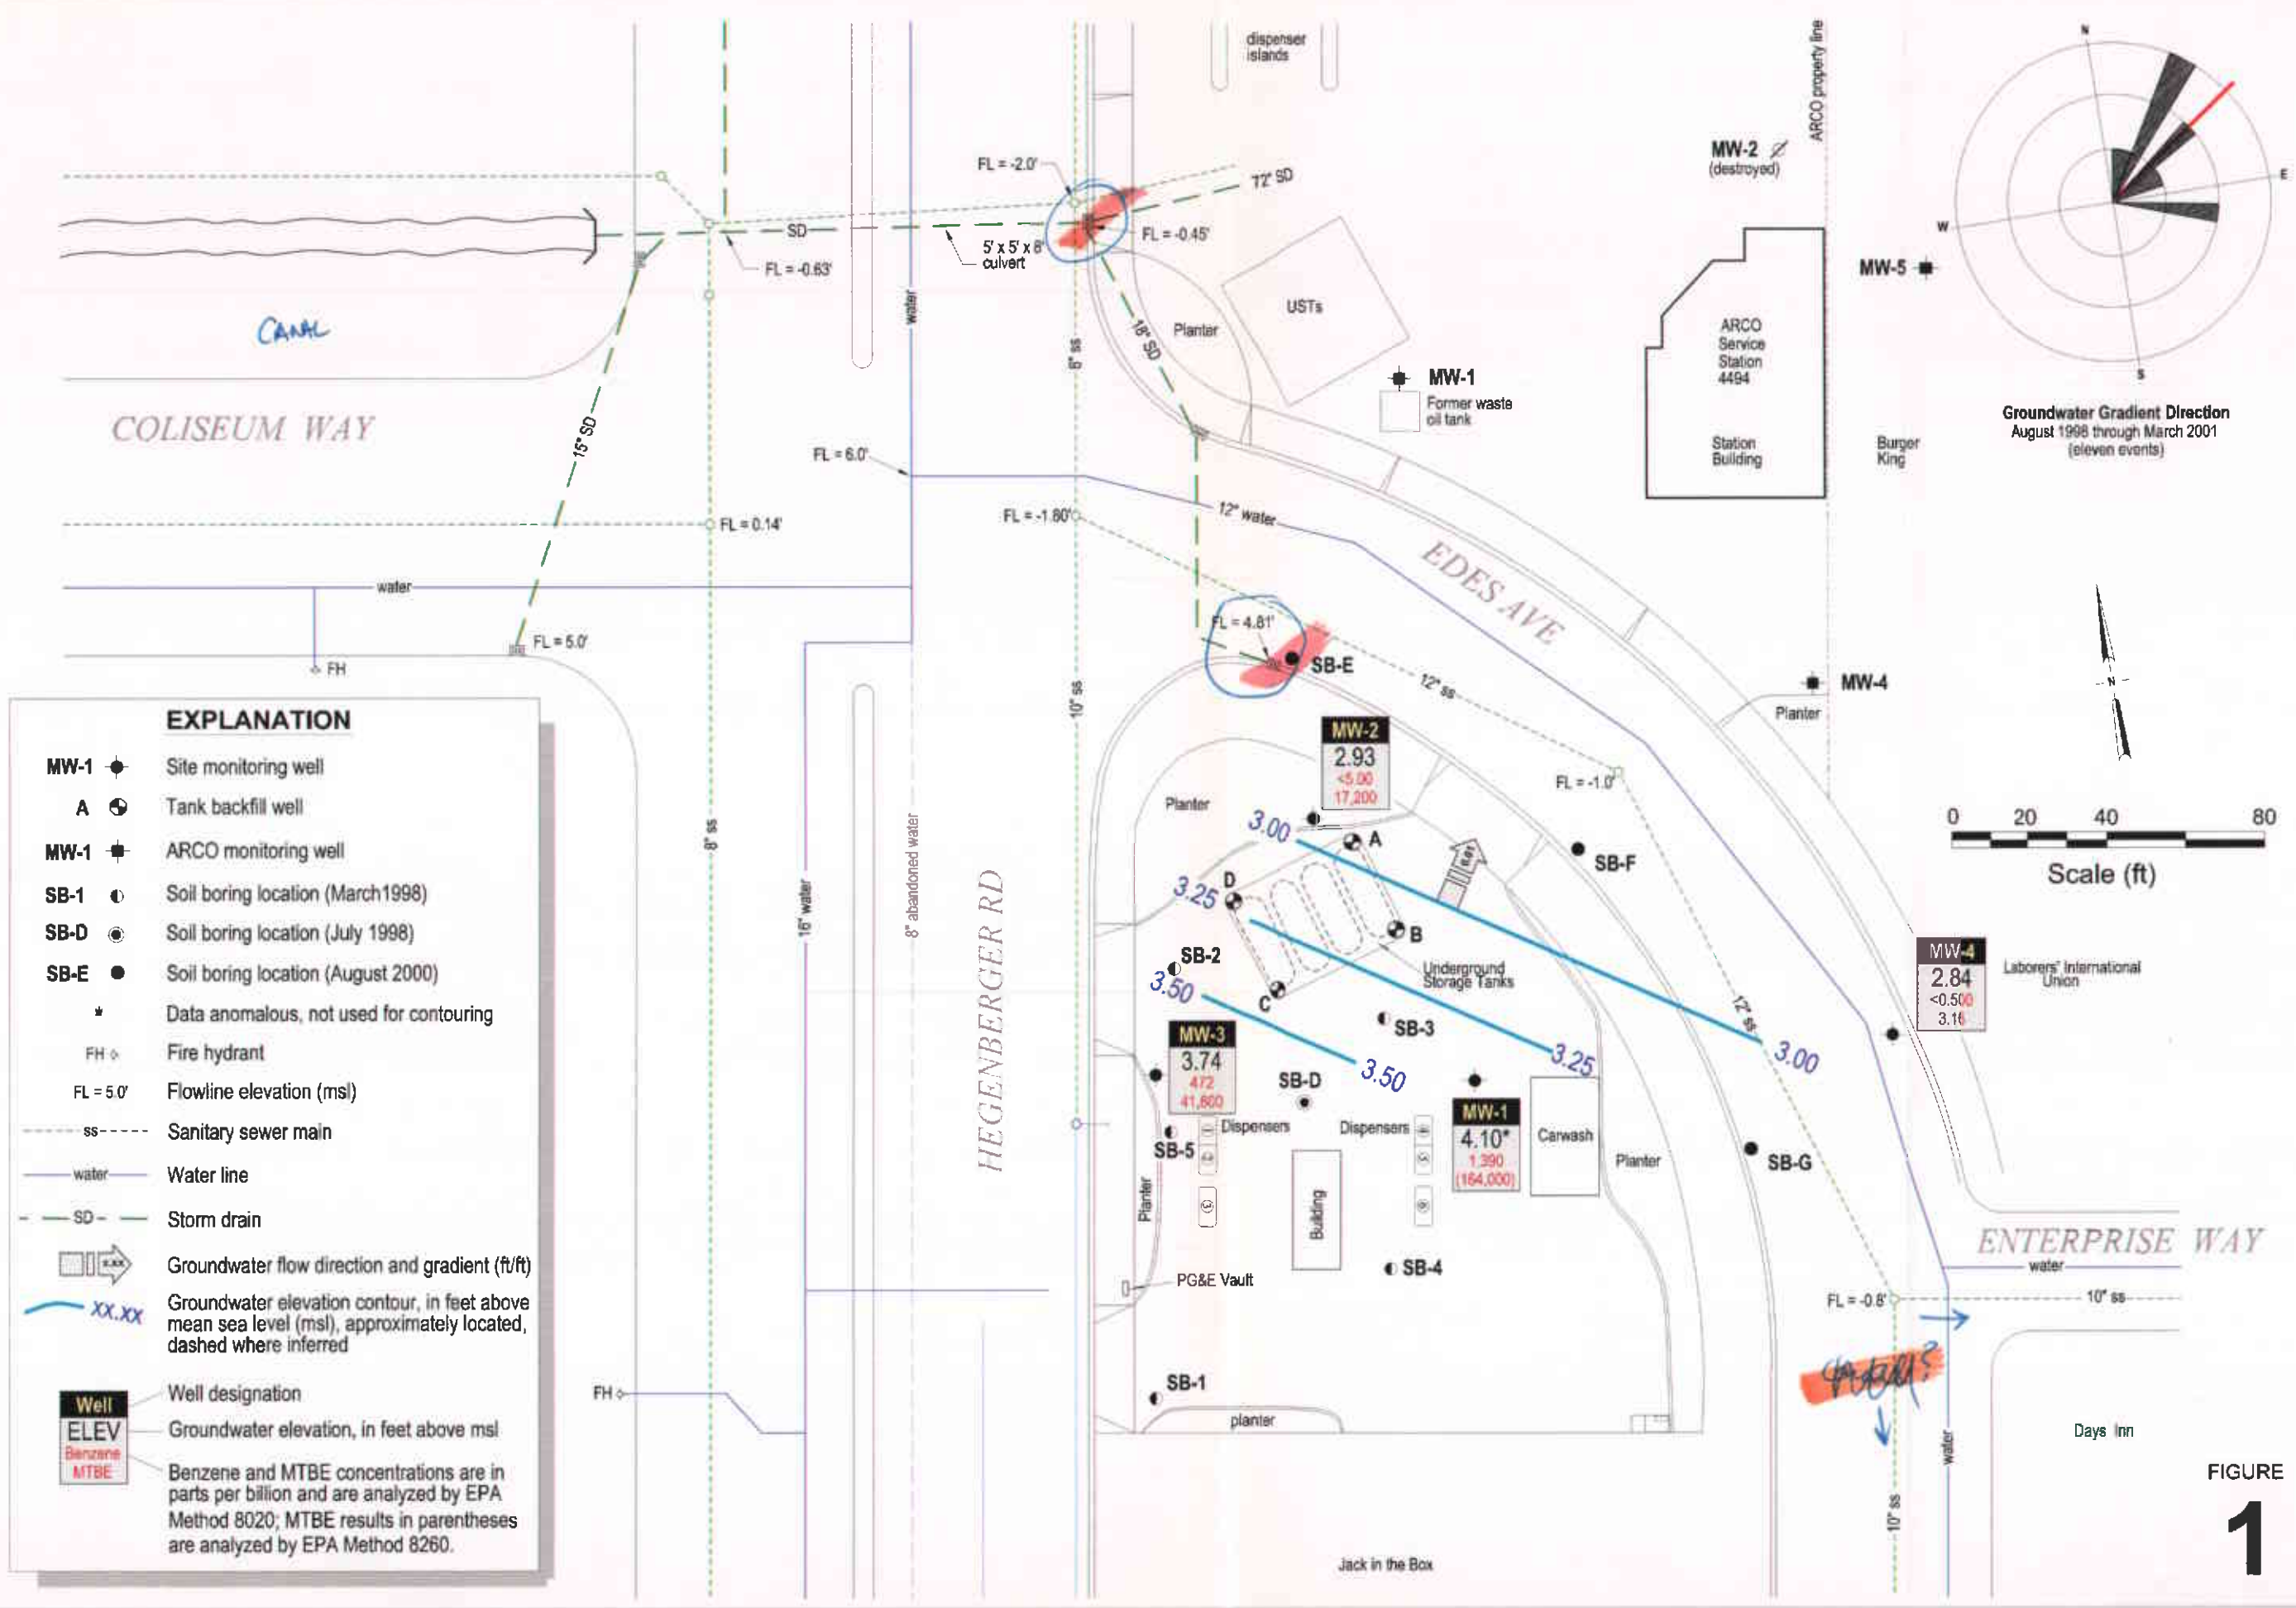 dispenser
islands
ARCO property line
N
E
W
S
MW-2
(destroyed)
FL = -2.0'
72" SD
SD
FL = -0.45'
5' x 5' x 8'
culvert
FL = -0.63'
MW-5
USTs
CANAL
water
Planter
18" SD
8" ss
ARCO
Service
Station
4494
MW-1
Former waste
oil tank
Groundwater Gradient Direction
August 1998 through March 2001
(eleven events)
COLISEUM WAY
15" SD
Station
Building
Burger
King
FL = 6.0'
FL = 0.14'
FL = -1.80'
12" water
EDES AVE
water
FL = 4.81'
FL = 5.0'
FH
SB-E
12" ss
10" ss
MW-4
Planter
N
EXPLANATION
MW-1 Site monitoring well
A Tank backfill well
MW-1 ARCO monitoring well
SB-1 Soil boring location (March1998)
SB-D Soil boring location (July 1998)
SB-E Soil boring location (August 2000)
* Data anomalous, not used for contouring
FH Fire hydrant
FL = 5.0' Flowline elevation (msl)
ss Sanitary sewer main
water Water line
SD Storm drain
x.xx Groundwater flow direction and gradient (ft/ft)
XX.XX Groundwater elevation contour, in feet above
mean sea level (msl), approximately located,
dashed where inferred
Well Well designation
ELEV Groundwater elevation, in feet above msl
Benzene
MTBE
Benzene and MTBE concentrations are in
parts per billion and are analyzed by EPA
Method 8020; MTBE results in parentheses
are analyzed by EPA Method 8260.
MW-2
2.93
<5.00
17,200
FL = -1.0'
Planter
3.00
A
0.01
SB-F
0 20 40 80
Scale (ft)
8" ss
16" water
8" abandoned water
HEGENBERGER RD
D
3.25
B
SB-2
Underground
Storage Tanks
3.50
C
SB-3
12" ss
MW-4
2.84
<0.500
3.16
Laborers' International
Union
MW-3
3.74
472
41,600
3.50
3.25
3.00
SB-D
MW-1
4.10*
1,390
(164,000)
Dispensers
Dispensers
Carwash
SB-5
Planter
SB-G
Planter
3
Building
ENTERPRISE WAY
water
SB-4
PG&E Vault
FL = -0.8'
10" ss
FH
SB-1
planter
water
10" ss
Days Inn
Jack in the Box
FIGURE
1